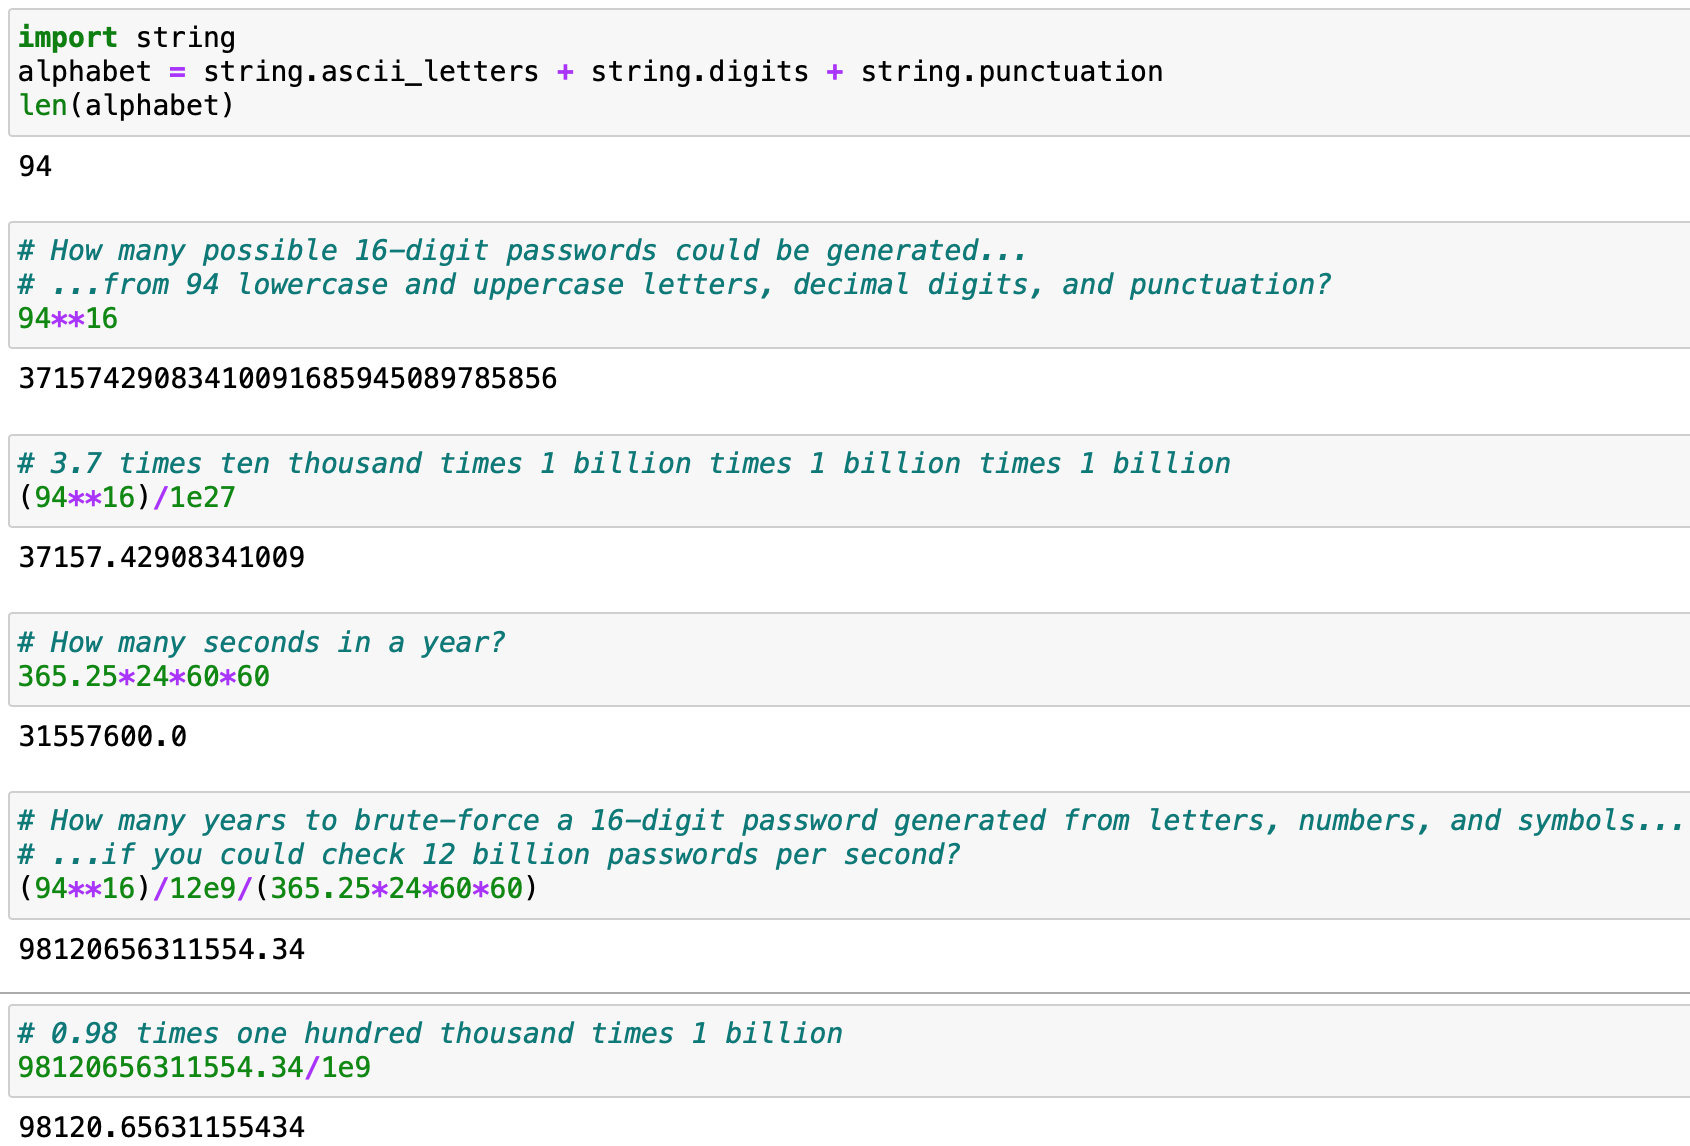 import string
alphabet = string.ascii_letters + string.digits + string.punctuation
len(alphabet)
94
# How many possible 16-digit passwords could be generated...
# ...from 94 lowercase and uppercase letters, decimal digits, and punctuation?
94**16
37157429083410091685945089785856
# 3.7 times ten thousand times 1 billion times 1 billion times 1 billion
(94**16)/1e27
37157.42908341009
# How many seconds in a year?
365.25*24*60*60
31557600.0
# How many years to brute-force a 16-digit password generated from letters, numbers, and symbols...
# ...if you could check 12 billion passwords per second?
(94**16)/12e9/(365.25*24*60*60)
98120656311554.34
# 0.98 times one hundred thousand times 1 billion
98120656311554.34/1e9
98120.65631155434